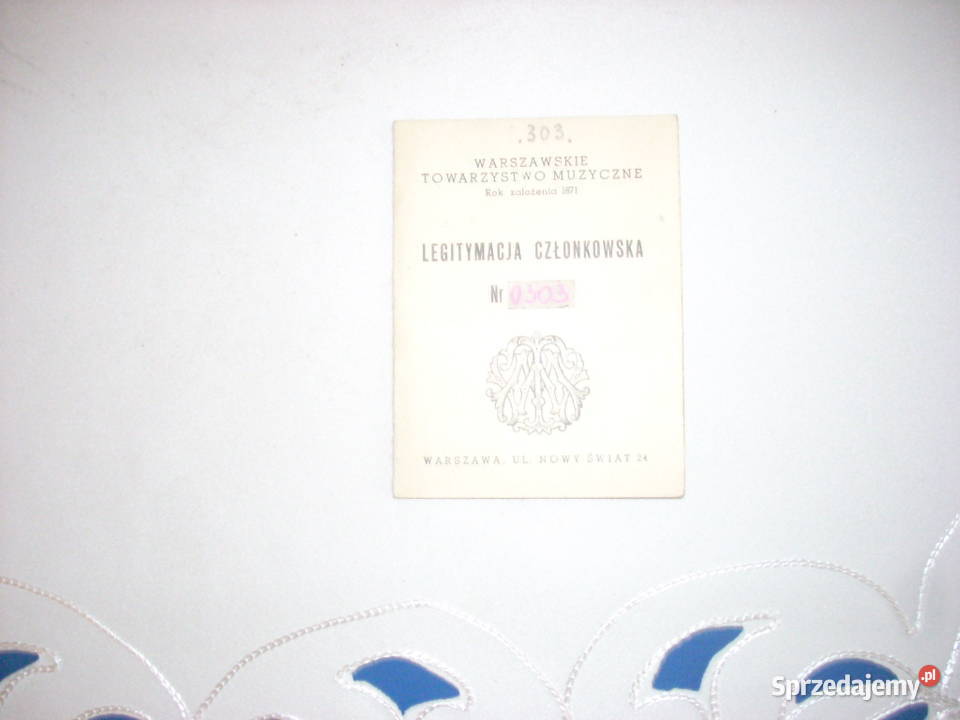 .303.
WARSZAWSKIE
TOWARZYSTWO MUZYCZNE
Rok założenia 1871
LEGITYMACJA CZŁONKOWSKA
Nr 0303
WARSZAWA, UL. NOWY ŚWIAT 24
Sprzedajemy.pl